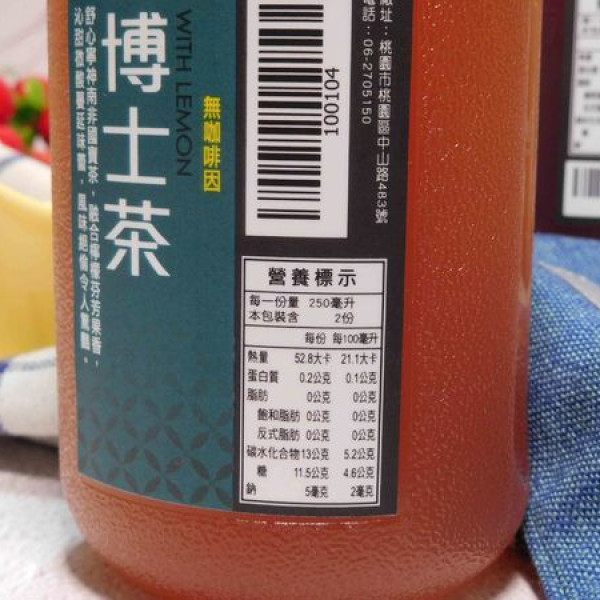 博士茶
WITH LEMON
無咖啡因
舒心寧神南非國寶茶，融合檸檬芬芳果香，
沁甜微酸蔓延味蕾，風味絕倫令人驚豔。
100104
廠址：桃園市桃園區中山路483號
電話：06-2705150
營養標示
每一份量 250毫升
本包裝含 2份
每份 每100毫升
熱量 52.8大卡 21.1大卡
蛋白質 0.2公克 0.1公克
脂肪 0公克 0公克
飽和脂肪 0公克 0公克
反式脂肪 0公克 0公克
碳水化合物 13公克 5.2公克
糖 11.5公克 4.6公克
鈉 5毫克 2毫克